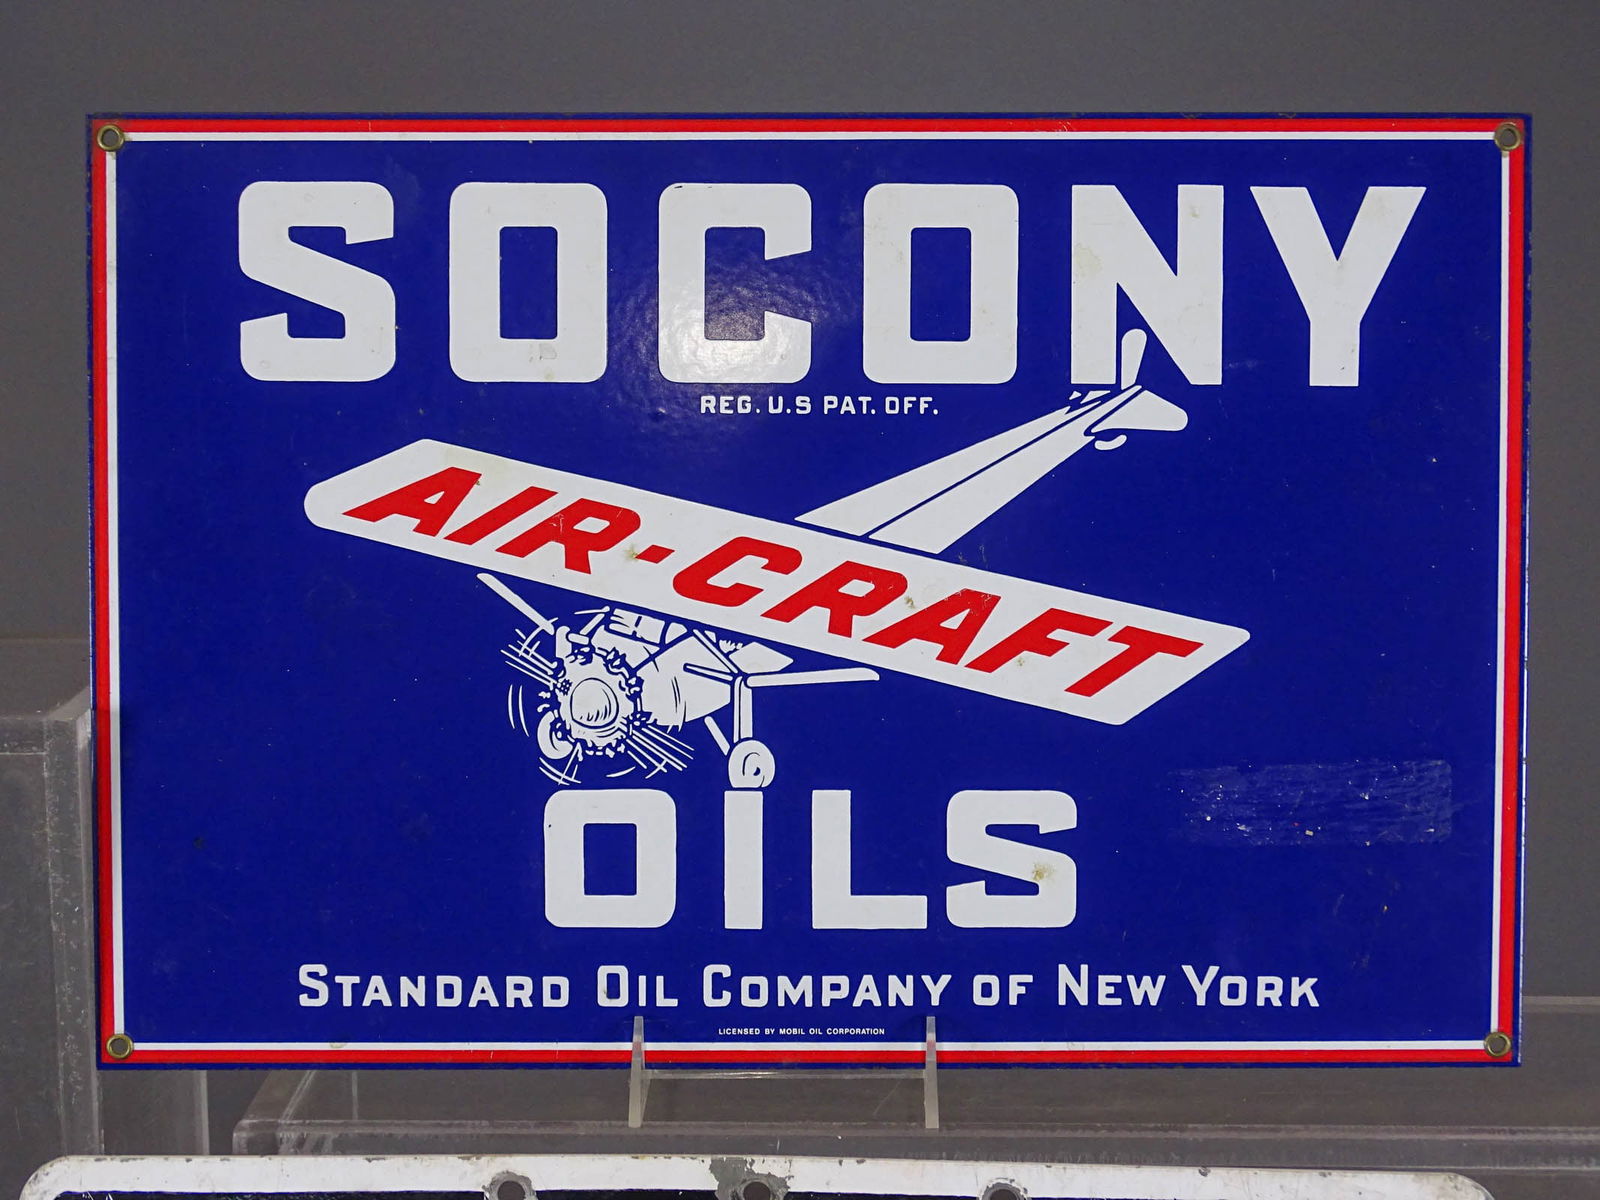 SOCONY
REG. U.S PAT. OFF.
AIR-CRAFT
OILS
STANDARD OIL COMPANY OF NEW YORK
LICENSED BY MOBIL OIL CORPORATION